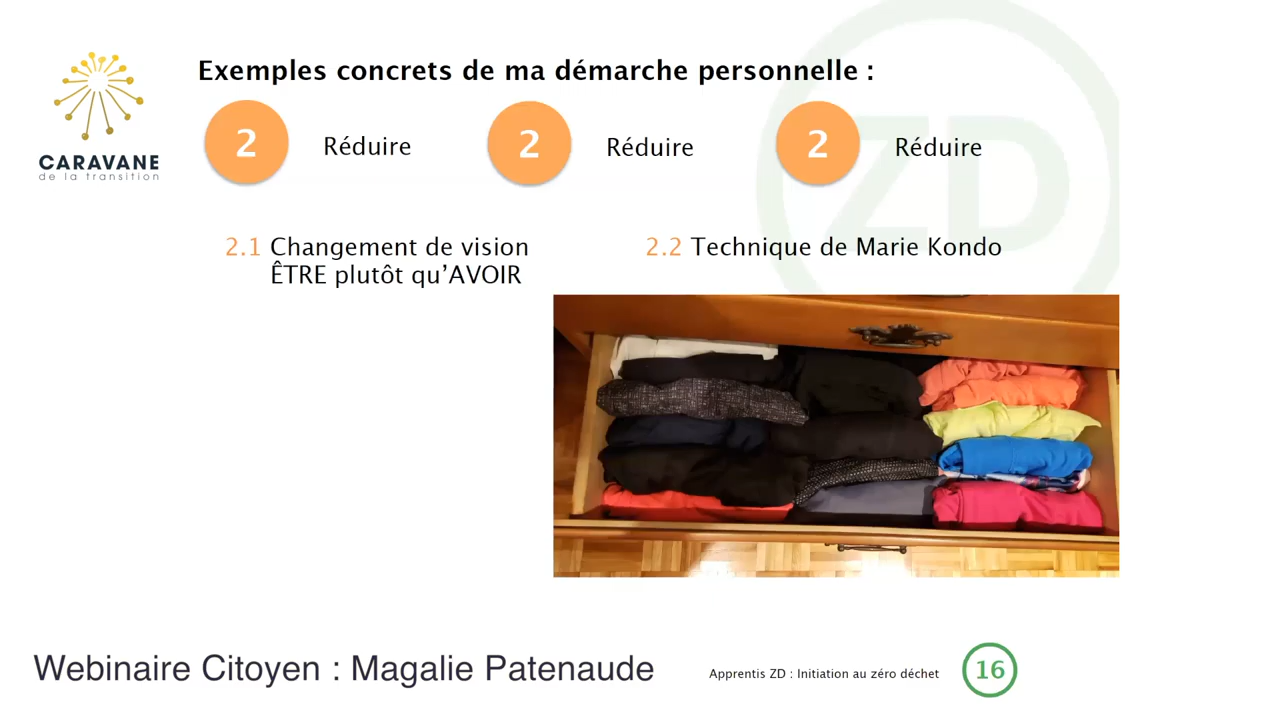 Exemples concrets de ma démarche personnelle :
CARAVANE
de la transition
2 Réduire 2 Réduire 2 Réduire
2.1 Changement de vision
ÊTRE plutôt qu'AVOIR
2.2 Technique de Marie Kondo
ZD
Webinaire Citoyen : Magalie Patenaude
Apprentis ZD : Initiation au zéro déchet
16